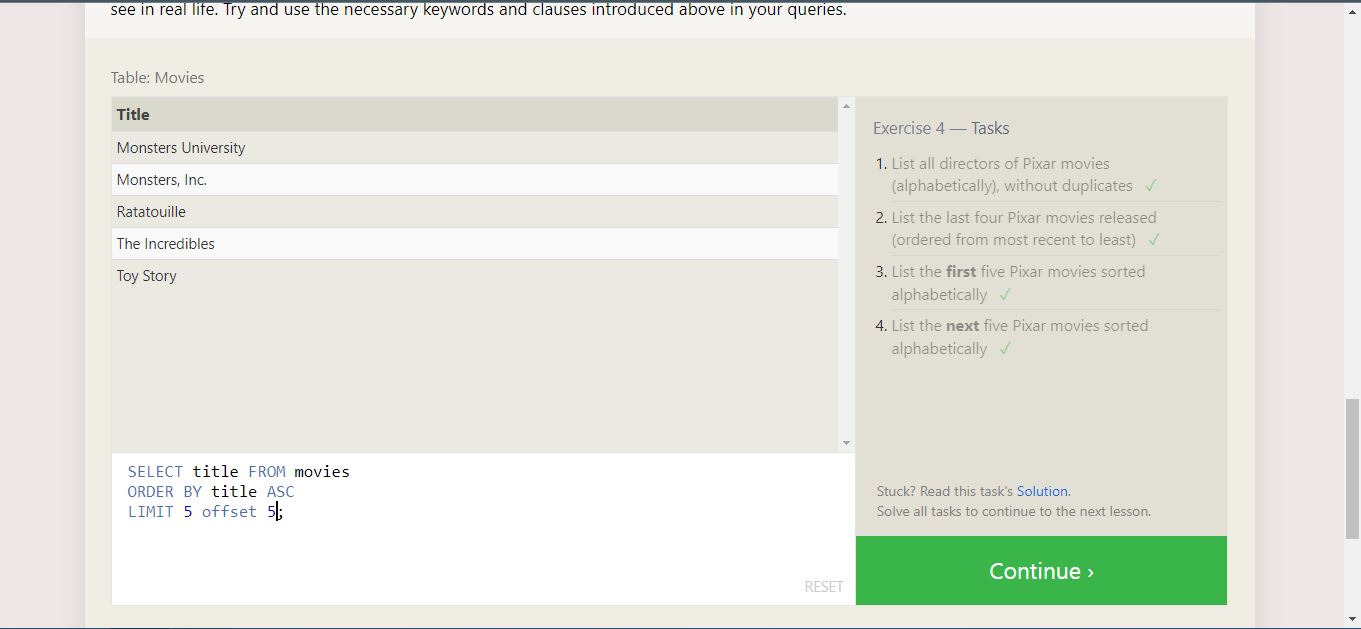 see in real life. Try and use the necessary keywords and clauses introduced above in your queries.
Table: Movies
Title
Monsters University
Monsters, Inc.
Ratatouille
The Incredibles
Toy Story
SELECT title FROM movies
ORDER BY title ASC
LIMIT 5 offset 5;
RESET
Exercise 4 — Tasks
1. List all directors of Pixar movies
(alphabetically), without duplicates ✓
2. List the last four Pixar movies released
(ordered from most recent to least) ✓
3. List the first five Pixar movies sorted
alphabetically ✓
4. List the next five Pixar movies sorted
alphabetically ✓
Stuck? Read this task's Solution.
Solve all tasks to continue to the next lesson.
Continue ›